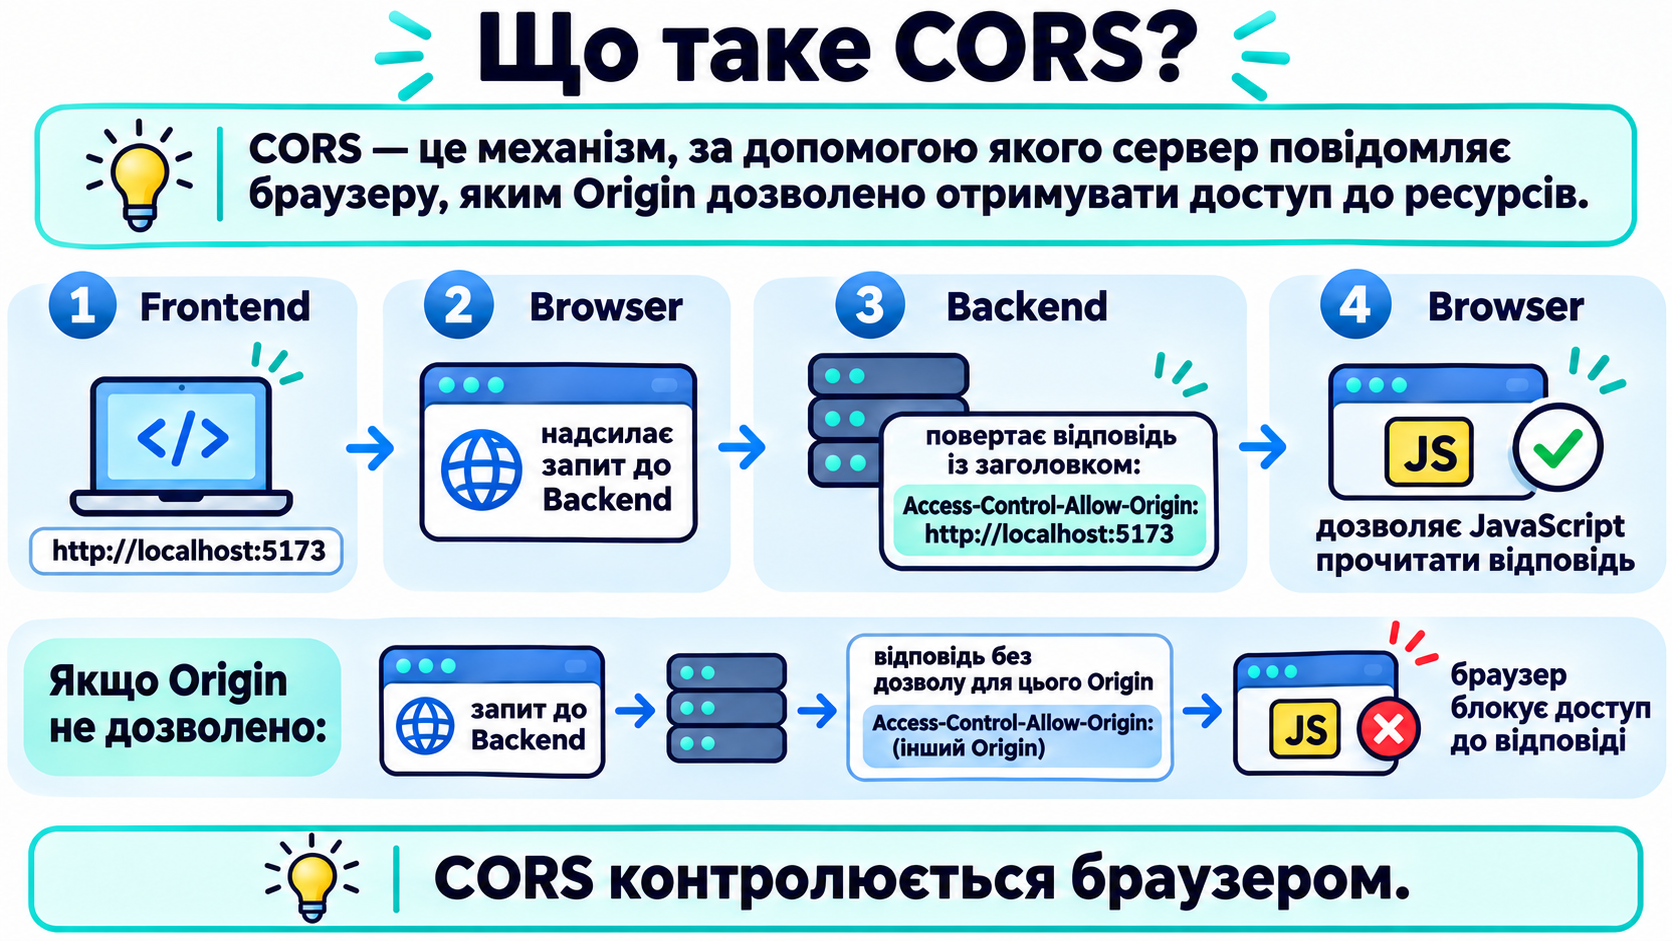 Що таке CORS?
CORS — це механізм, за допомогою якого сервер повідомляє
браузеру, яким Origin дозволено отримувати доступ до ресурсів.
1 Frontend
</>
http://localhost:5173
2 Browser
надсилає
запит до
Backend
3 Backend
повертає відповідь
із заголовком:
Access-Control-Allow-Origin:
http://localhost:5173
4 Browser
JS
дозволяє JavaScript
прочитати відповідь
Якщо Origin
не дозволено:
запит до
Backend
відповідь без
дозволу для цього Origin
Access-Control-Allow-Origin:
(інший Origin)
JS
браузер
блокує доступ
до відповіді
CORS контролюється браузером.